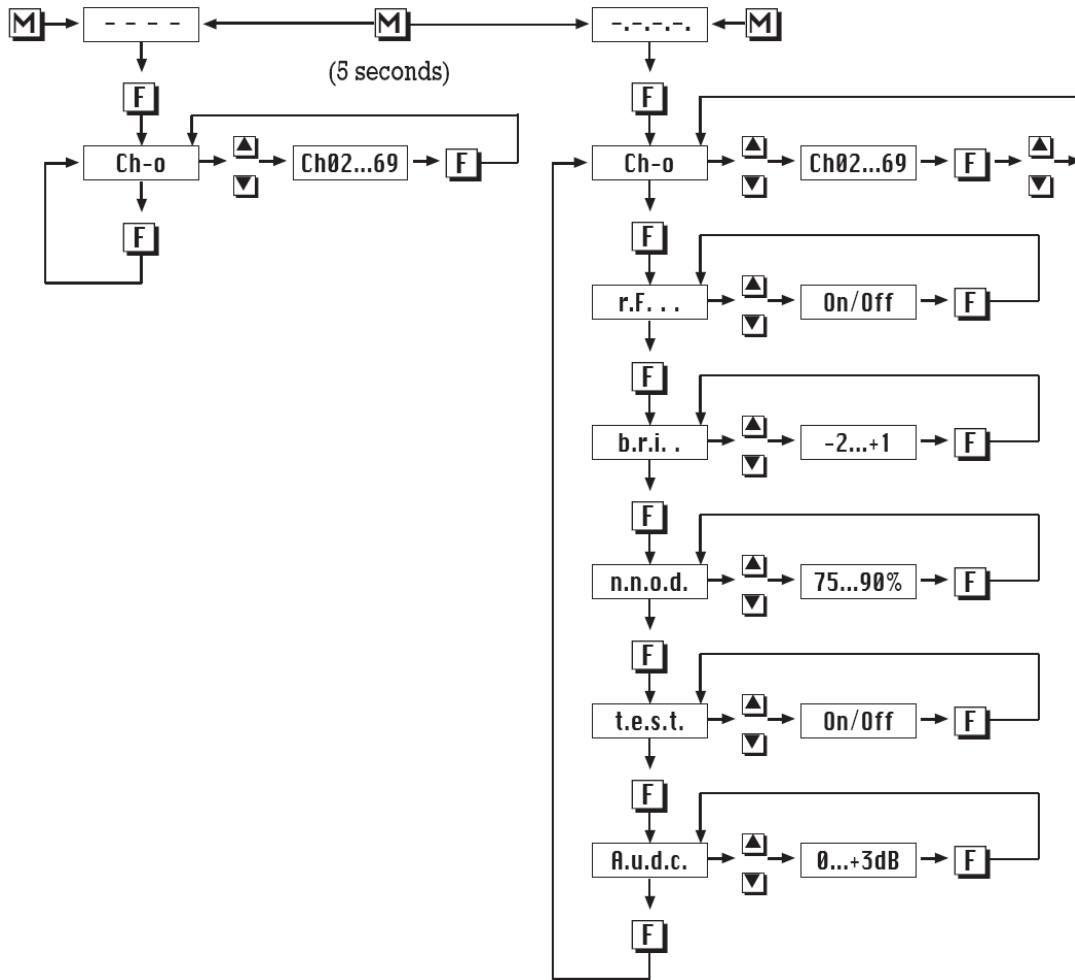 M - - - - M -.-.-.-. M
(5 seconds)
F F
Ch-o ▲ ▼ Ch02...69 F Ch-o ▲ ▼ Ch02...69 F ▲ ▼
F F
r.F. . . ▲ ▼ On/Off F
F
b.r.i. . ▲ ▼ -2...+1 F
F
n.n.o.d. ▲ ▼ 75...90% F
F
t.e.s.t. ▲ ▼ On/Off F
F
A.u.d.c. ▲ ▼ 0...+3dB F
F